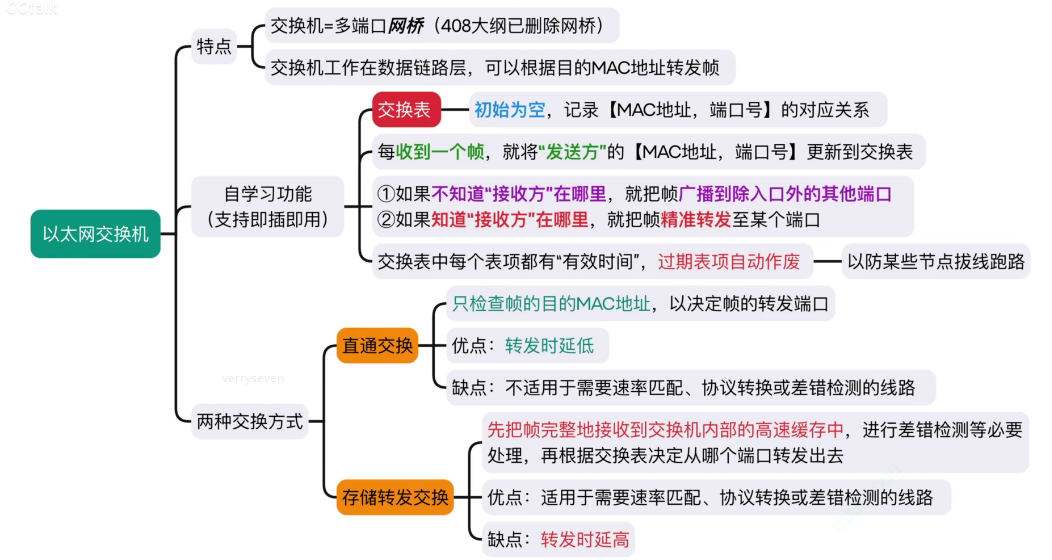 CCtalk
特点
交换机=多端口网桥（408大纲已删除网桥）
交换机工作在数据链路层，可以根据目的MAC地址转发帧
以太网交换机
自学习功能
（支持即插即用）
交换表
初始为空，记录【MAC地址，端口号】的对应关系
每收到一个帧，就将“发送方”的【MAC地址，端口号】更新到交换表
①如果不知道“接收方”在哪里，就把帧广播到除入口外的其他端口
②如果知道“接收方”在哪里，就把帧精准转发至某个端口
交换表中每个表项都有“有效时间”，过期表项自动作废
以防某些节点拔线跑路
两种交换方式
直通交换
只检查帧的目的MAC地址，以决定帧的转发端口
优点：转发时延低
缺点：不适用于需要速率匹配、协议转换或差错检测的线路
verryseven
存储转发交换
先把帧完整地接收到交换机内部的高速缓存中，进行差错检测等必要
处理，再根据交换表决定从哪个端口转发出去
优点：适用于需要速率匹配、协议转换或差错检测的线路
缺点：转发时延高